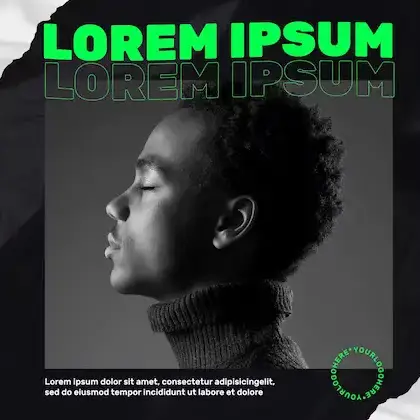 LOREM IPSUM
LOREM IPSUM
Lorem ipsum dolor sit amet, consectetur adipisicingelit,
sed do eiusmod tempor incididunt ut labore et dolore
YOURLOGOHERE*YOURLOGOHERE*